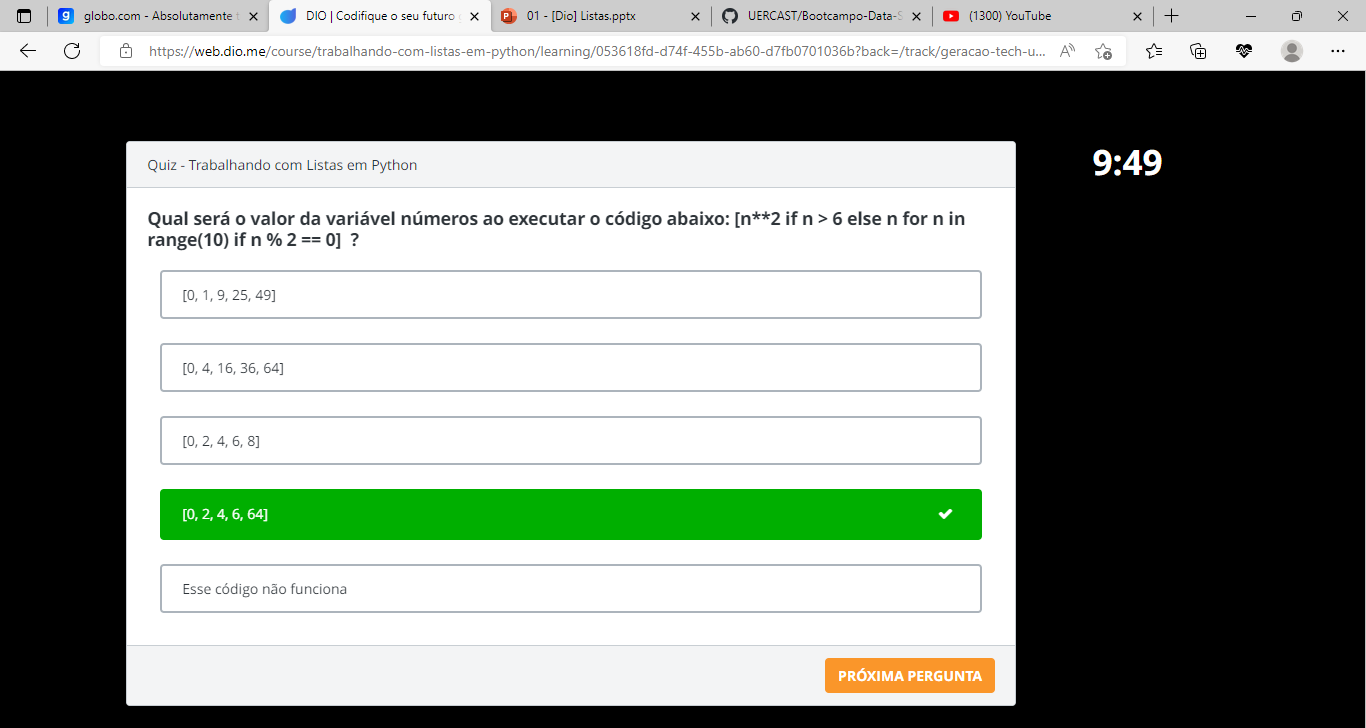 globo.com - Absolutamente t
DIO | Codifique o seu futuro
01 - [Dio] Listas.pptx
UERCAST/Bootcampo-Data-S
(1300) YouTube
https://web.dio.me/course/trabalhando-com-listas-em-python/learning/053618fd-d74f-455b-ab60-d7fb0701036b?back=/track/geracao-tech-u...
Quiz - Trabalhando com Listas em Python
9:49
Qual será o valor da variável números ao executar o código abaixo: [n**2 if n > 6 else n for n in
range(10) if n % 2 == 0] ?
[0, 1, 9, 25, 49]
[0, 4, 16, 36, 64]
[0, 2, 4, 6, 8]
[0, 2, 4, 6, 64]
Esse código não funciona
PRÓXIMA PERGUNTA